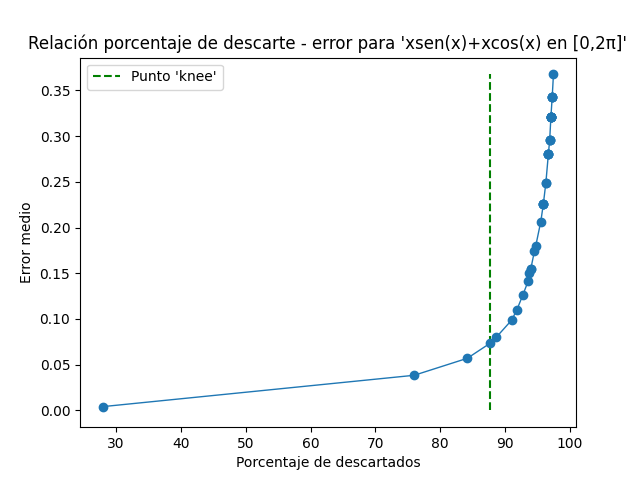 Relación porcentaje de descarte - error para 'xsen(x)+xcos(x) en [0,2π]'
Punto 'knee'
Error medio
0.35
0.30
0.25
0.20
0.15
0.10
0.05
0.00
30 40 50 60 70 80 90 100
Porcentaje de descartados